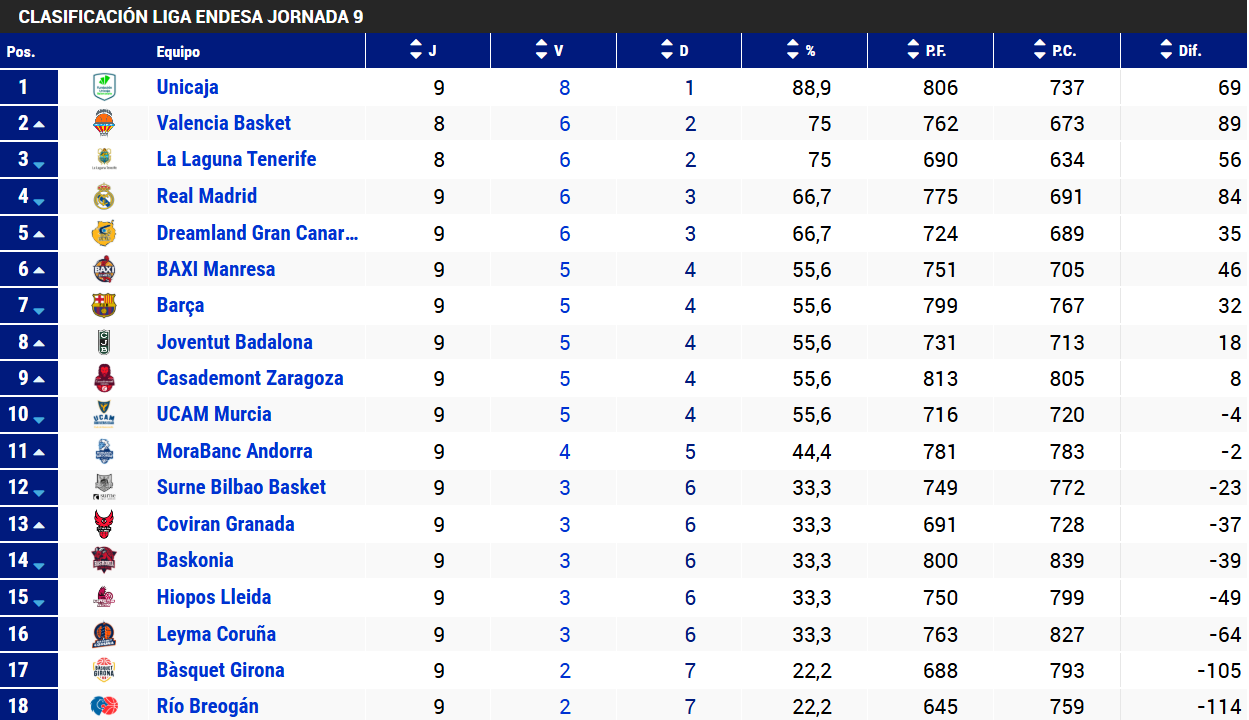 CLASIFICACIÓN LIGA ENDESA JORNADA 9
Pos. Equipo J V D % P.F. P.C. Dif.
1 Unicaja 9 8 1 88,9 806 737 69
2 Valencia Basket 8 6 2 75 762 673 89
3 La Laguna Tenerife 8 6 2 75 690 634 56
4 Real Madrid 9 6 3 66,7 775 691 84
5 Dreamland Gran Canar... 9 6 3 66,7 724 689 35
6 BAXI BAXI Manresa 9 5 4 55,6 751 705 46
7 Barça 9 5 4 55,6 799 767 32
8 CJB Joventut Badalona 9 5 4 55,6 731 713 18
9 Casademont Zaragoza 9 5 4 55,6 813 805 8
10 UCAM UCAM Murcia 9 5 4 55,6 716 720 -4
11 MoraBanc Andorra 9 4 5 44,4 781 783 -2
12 Surne Bilbao Basket 9 3 6 33,3 749 772 -23
13 Coviran Granada 9 3 6 33,3 691 728 -37
14 Baskonia 9 3 6 33,3 800 839 -39
15 Hiopos Lleida 9 3 6 33,3 750 799 -49
16 Leyma Coruña 9 3 6 33,3 763 827 -64
17 BÀSQUET GIRONA Bàsquet Girona 9 2 7 22,2 688 793 -105
18 Río Breogán 9 2 7 22,2 645 759 -114